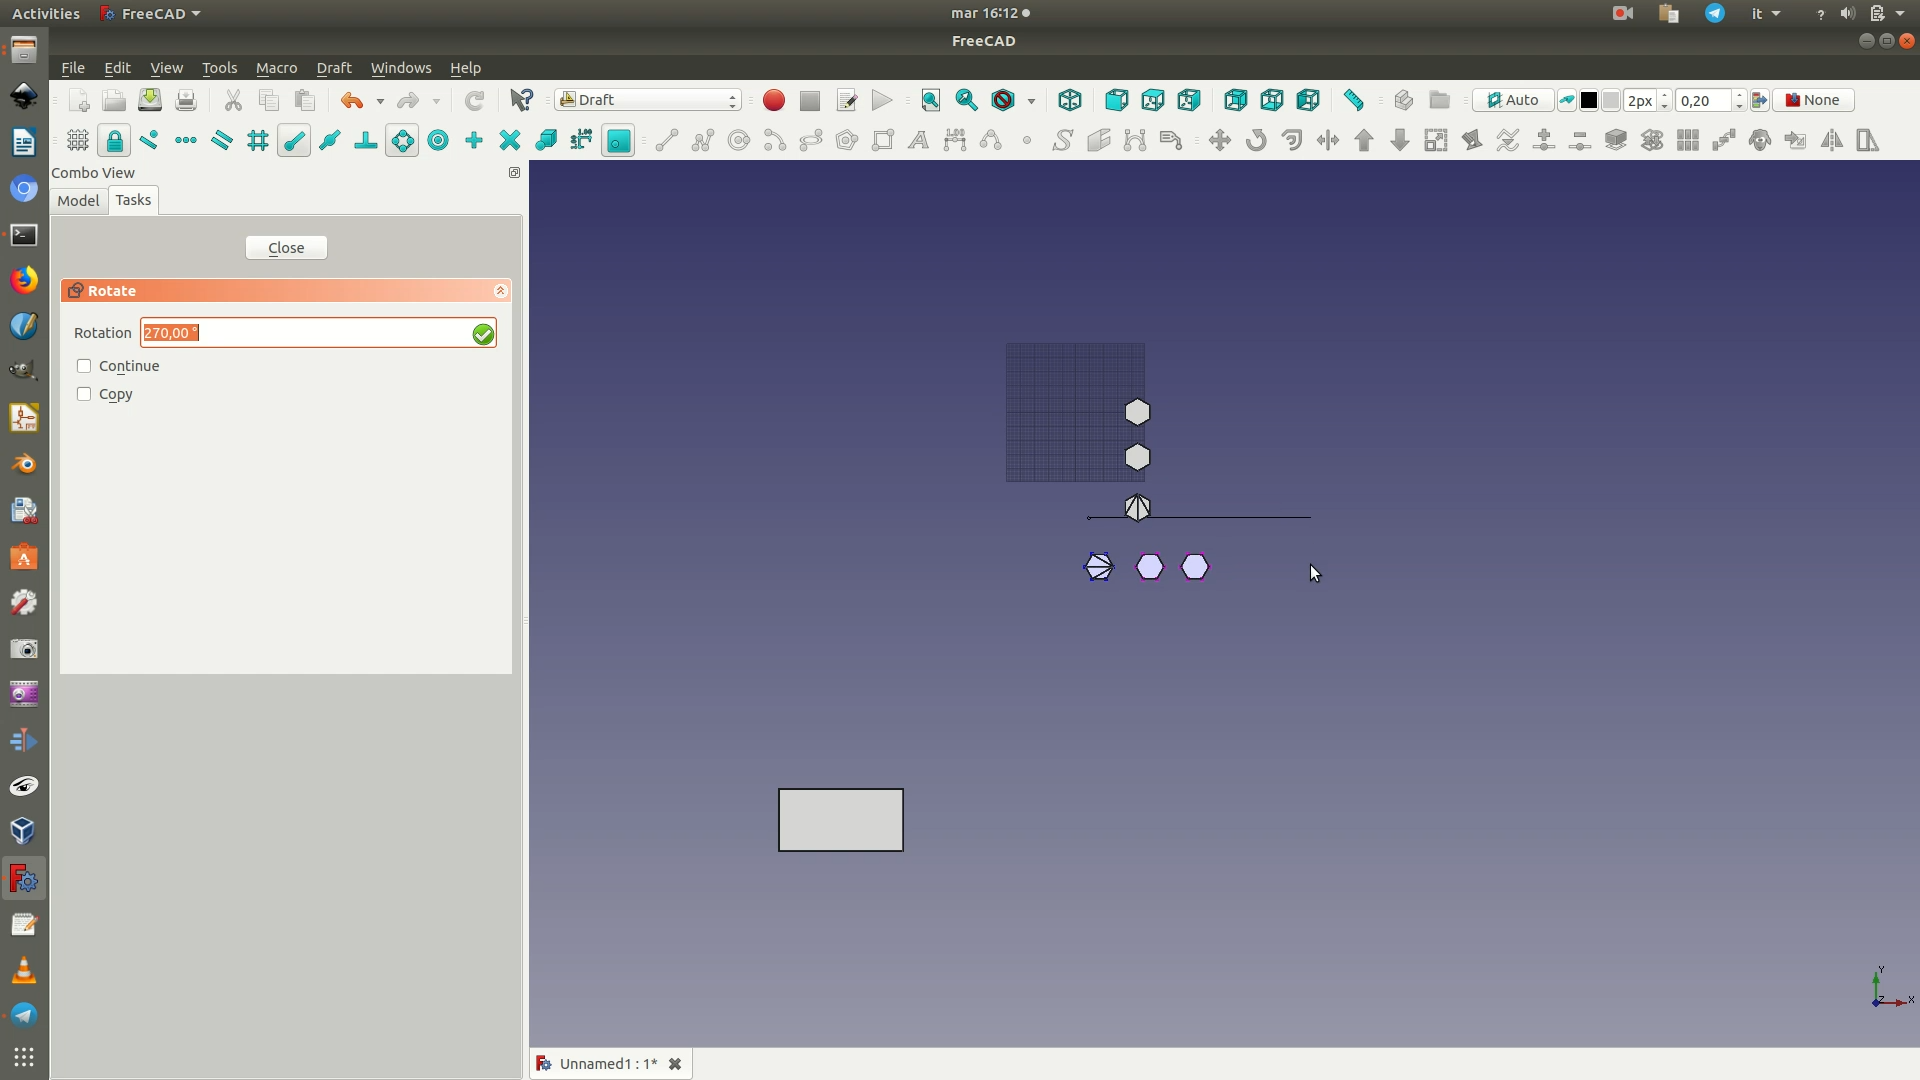 Activities FreeCAD mar 16:12 it ?
FreeCAD
File Edit View Tools Macro Draft Windows Help
Draft Auto 2px 0,20 None
Combo View
Model Tasks
Close
Rotate
Rotation 270,00 °
Continue
Copy
Y
Z X
Unnamed1 : 1*